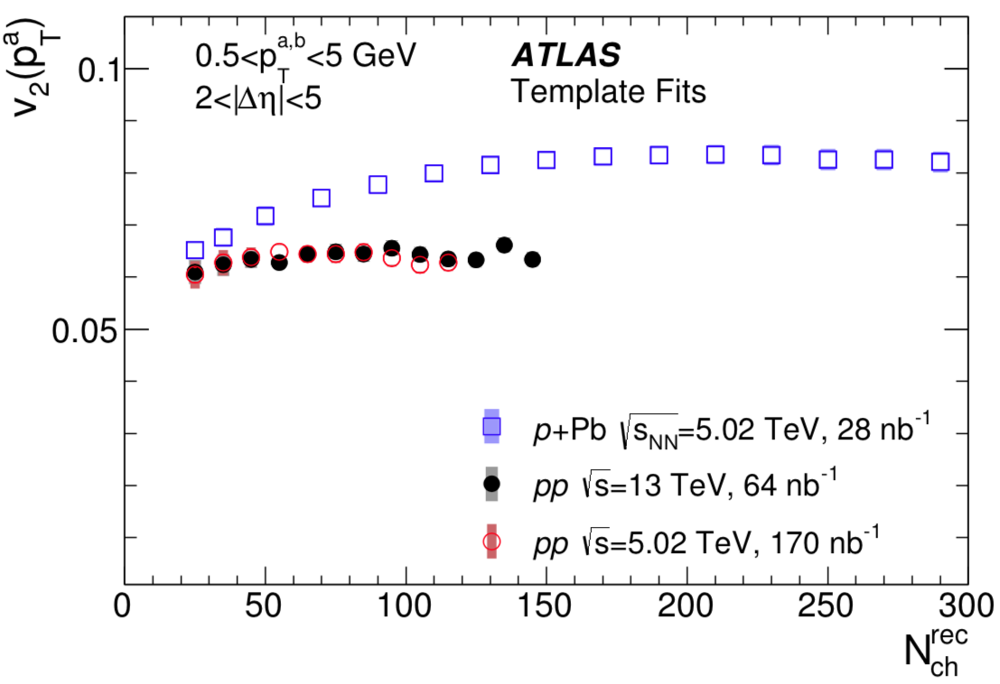 v₂(pᵀᵃ)
0.1
0.05
0.5<pᵀᵃ,ᵇ<5 GeV
2<|Δη|<5
ATLAS
Template Fits
p+Pb √sNN=5.02 TeV, 28 nb⁻¹
pp √s=13 TeV, 64 nb⁻¹
pp √s=5.02 TeV, 170 nb⁻¹
0 50 100 150 200 250 300
N_ch^rec